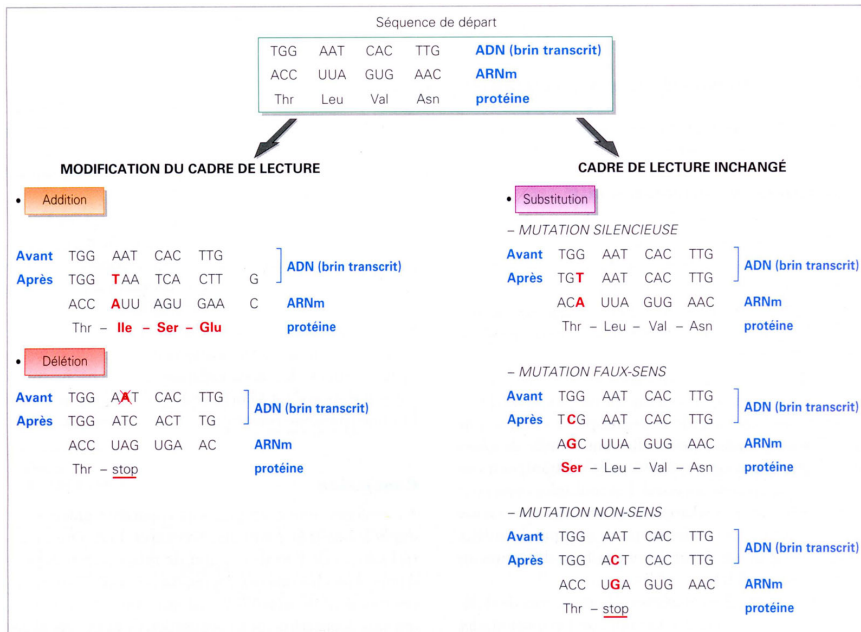 Séquence de départ
TGG AAT CAC TTG ADN (brin transcrit)
ACC UUA GUG AAC ARNm
Thr Leu Val Asn protéine
MODIFICATION DU CADRE DE LECTURE
• Addition
Avant TGG AAT CAC TTG
ADN (brin transcrit)
Après TGG TAA TCA CTT G
ACC AUU AGU GAA C ARNm
Thr – Ile – Ser – Glu protéine
• Délétion
Avant TGG AAT CAC TTG
ADN (brin transcrit)
Après TGG ATC ACT TG
ACC UAG UGA AC ARNm
Thr – stop protéine
CADRE DE LECTURE INCHANGÉ
• Substitution
– MUTATION SILENCIEUSE
Avant TGG AAT CAC TTG
ADN (brin transcrit)
Après TGT AAT CAC TTG
ACA UUA GUG AAC ARNm
Thr – Leu – Val – Asn protéine
– MUTATION FAUX-SENS
Avant TGG AAT CAC TTG
ADN (brin transcrit)
Après TCG AAT CAC TTG
AGC UUA GUG AAC ARNm
Ser – Leu – Val – Asn protéine
– MUTATION NON-SENS
Avant TGG AAT CAC TTG
ADN (brin transcrit)
Après TGG ACT CAC TTG
ACC UGA GUG AAC ARNm
Thr – stop protéine